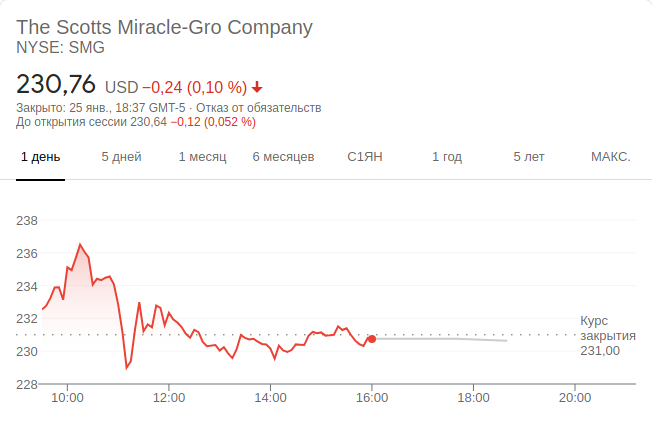 The Scotts Miracle-Gro Company
NYSE: SMG
230,76 USD −0,24 (0,10 %)
Закрыто: 25 янв., 18:37 GMT-5 · Отказ от обязательств
До открытия сессии 230,64 −0,12 (0,052 %)
1 день 5 дней 1 месяц 6 месяцев С1ЯН 1 год 5 лет МАКС.
238
236
234
232
230
228
Курс
закрытия
231,00
10:00 12:00 14:00 16:00 18:00 20:00